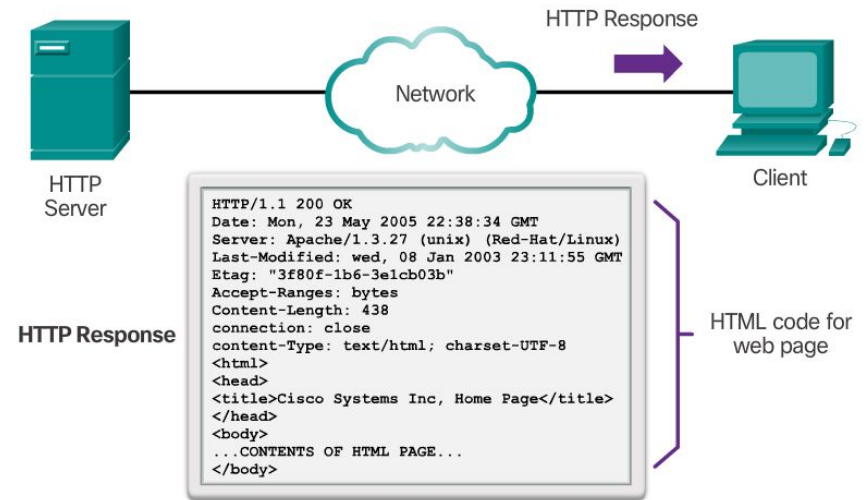 HTTP Response
Network
HTTP
Server
Client
HTTP/1.1 200 OK
Date: Mon, 23 May 2005 22:38:34 GMT
Server: Apache/1.3.27 (unix) (Red-Hat/Linux)
Last-Modified: wed, 08 Jan 2003 23:11:55 GMT
Etag: "3f80f-1b6-3e1cb03b"
Accept-Ranges: bytes
Content-Length: 438
connection: close
content-Type: text/html; charset-UTF-8
<html>
<head>
<title>Cisco Systems Inc, Home Page</title>
</head>
<body>
...CONTENTS OF HTML PAGE...
</body>
HTTP Response
HTML code for
web page